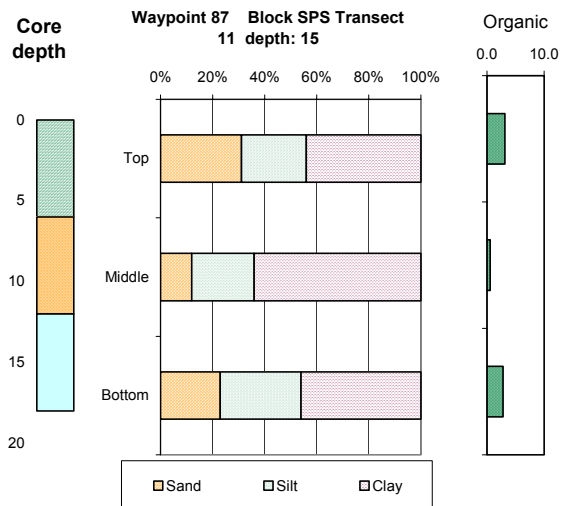 Core
depth
0
5
10
15
20
Waypoint 87 Block SPS Transect
11 depth: 15
0% 20% 40% 60% 80% 100%
Top
Middle
Bottom
Sand Silt Clay
Organic
0.0 10.0